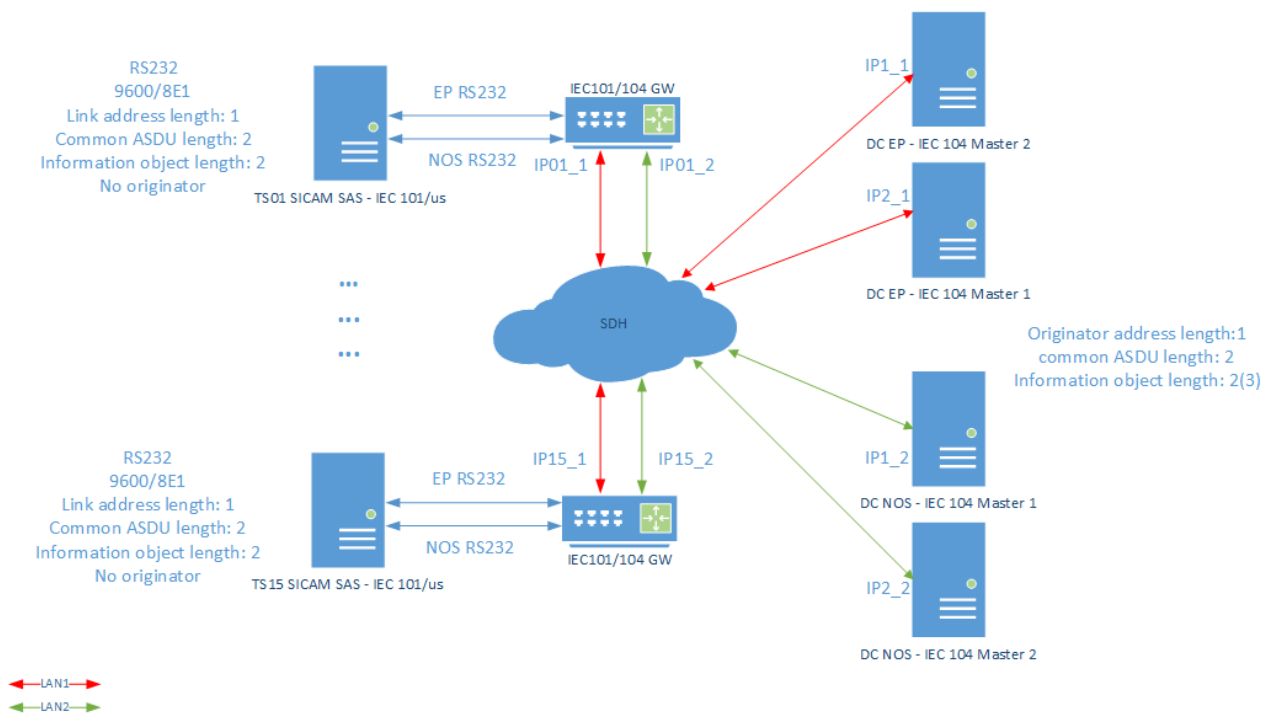 RS232
9600/8E1
Link address length: 1
Common ASDU length: 2
Information object length: 2
No originator
TS01 SICAM SAS - IEC 101/us
EP RS232
NOS RS232
IEC101/104 GW
IP01_1
IP01_2
IP1_1
DC EP - IEC 104 Master 2
IP2_1
DC EP - IEC 104 Master 1
...
...
...
SDH
Originator address length:1
common ASDU length: 2
Information object length: 2(3)
IP1_2
DC NOS - IEC 104 Master 1
IP2_2
DC NOS - IEC 104 Master 2
IP15_1
IP15_2
RS232
9600/8E1
Link address length: 1
Common ASDU length: 2
Information object length: 2
No originator
EP RS232
NOS RS232
IEC101/104 GW
TS15 SICAM SAS - IEC 101/us
LAN1
LAN2